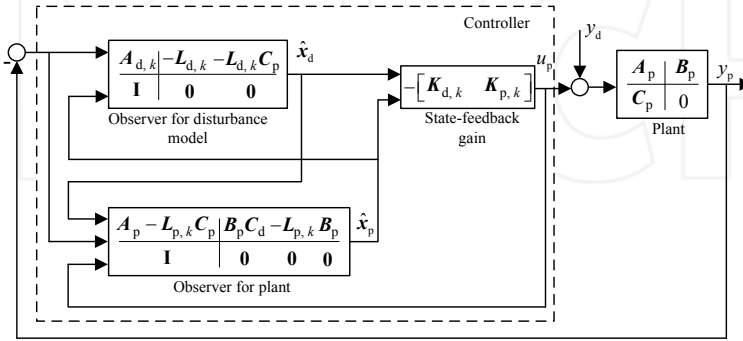 Controller
-
A_d, k | -L_d, k -L_d, k C_p
I | 0 0
Observer for disturbance
model
x̂_d
-[K_d, k K_p, k]
State-feedback
gain
u_p
y_d
A_p | B_p
C_p | 0
Plant
y_p
A_p - L_p, k C_p | B_p C_d -L_p, k B_p
I | 0 0 0
Observer for plant
x̂_p